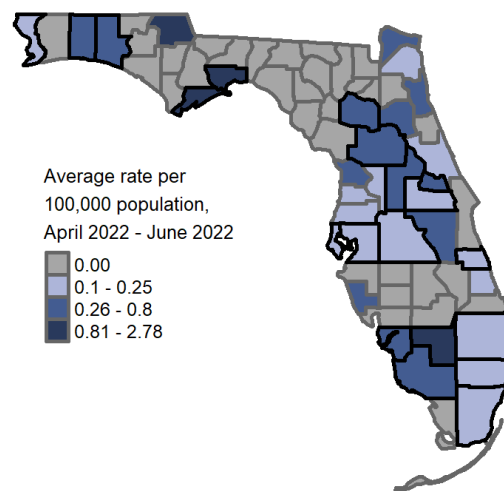 Average rate per
100,000 population,
April 2022 - June 2022
0.00
0.1 - 0.25
0.26 - 0.8
0.81 - 2.78